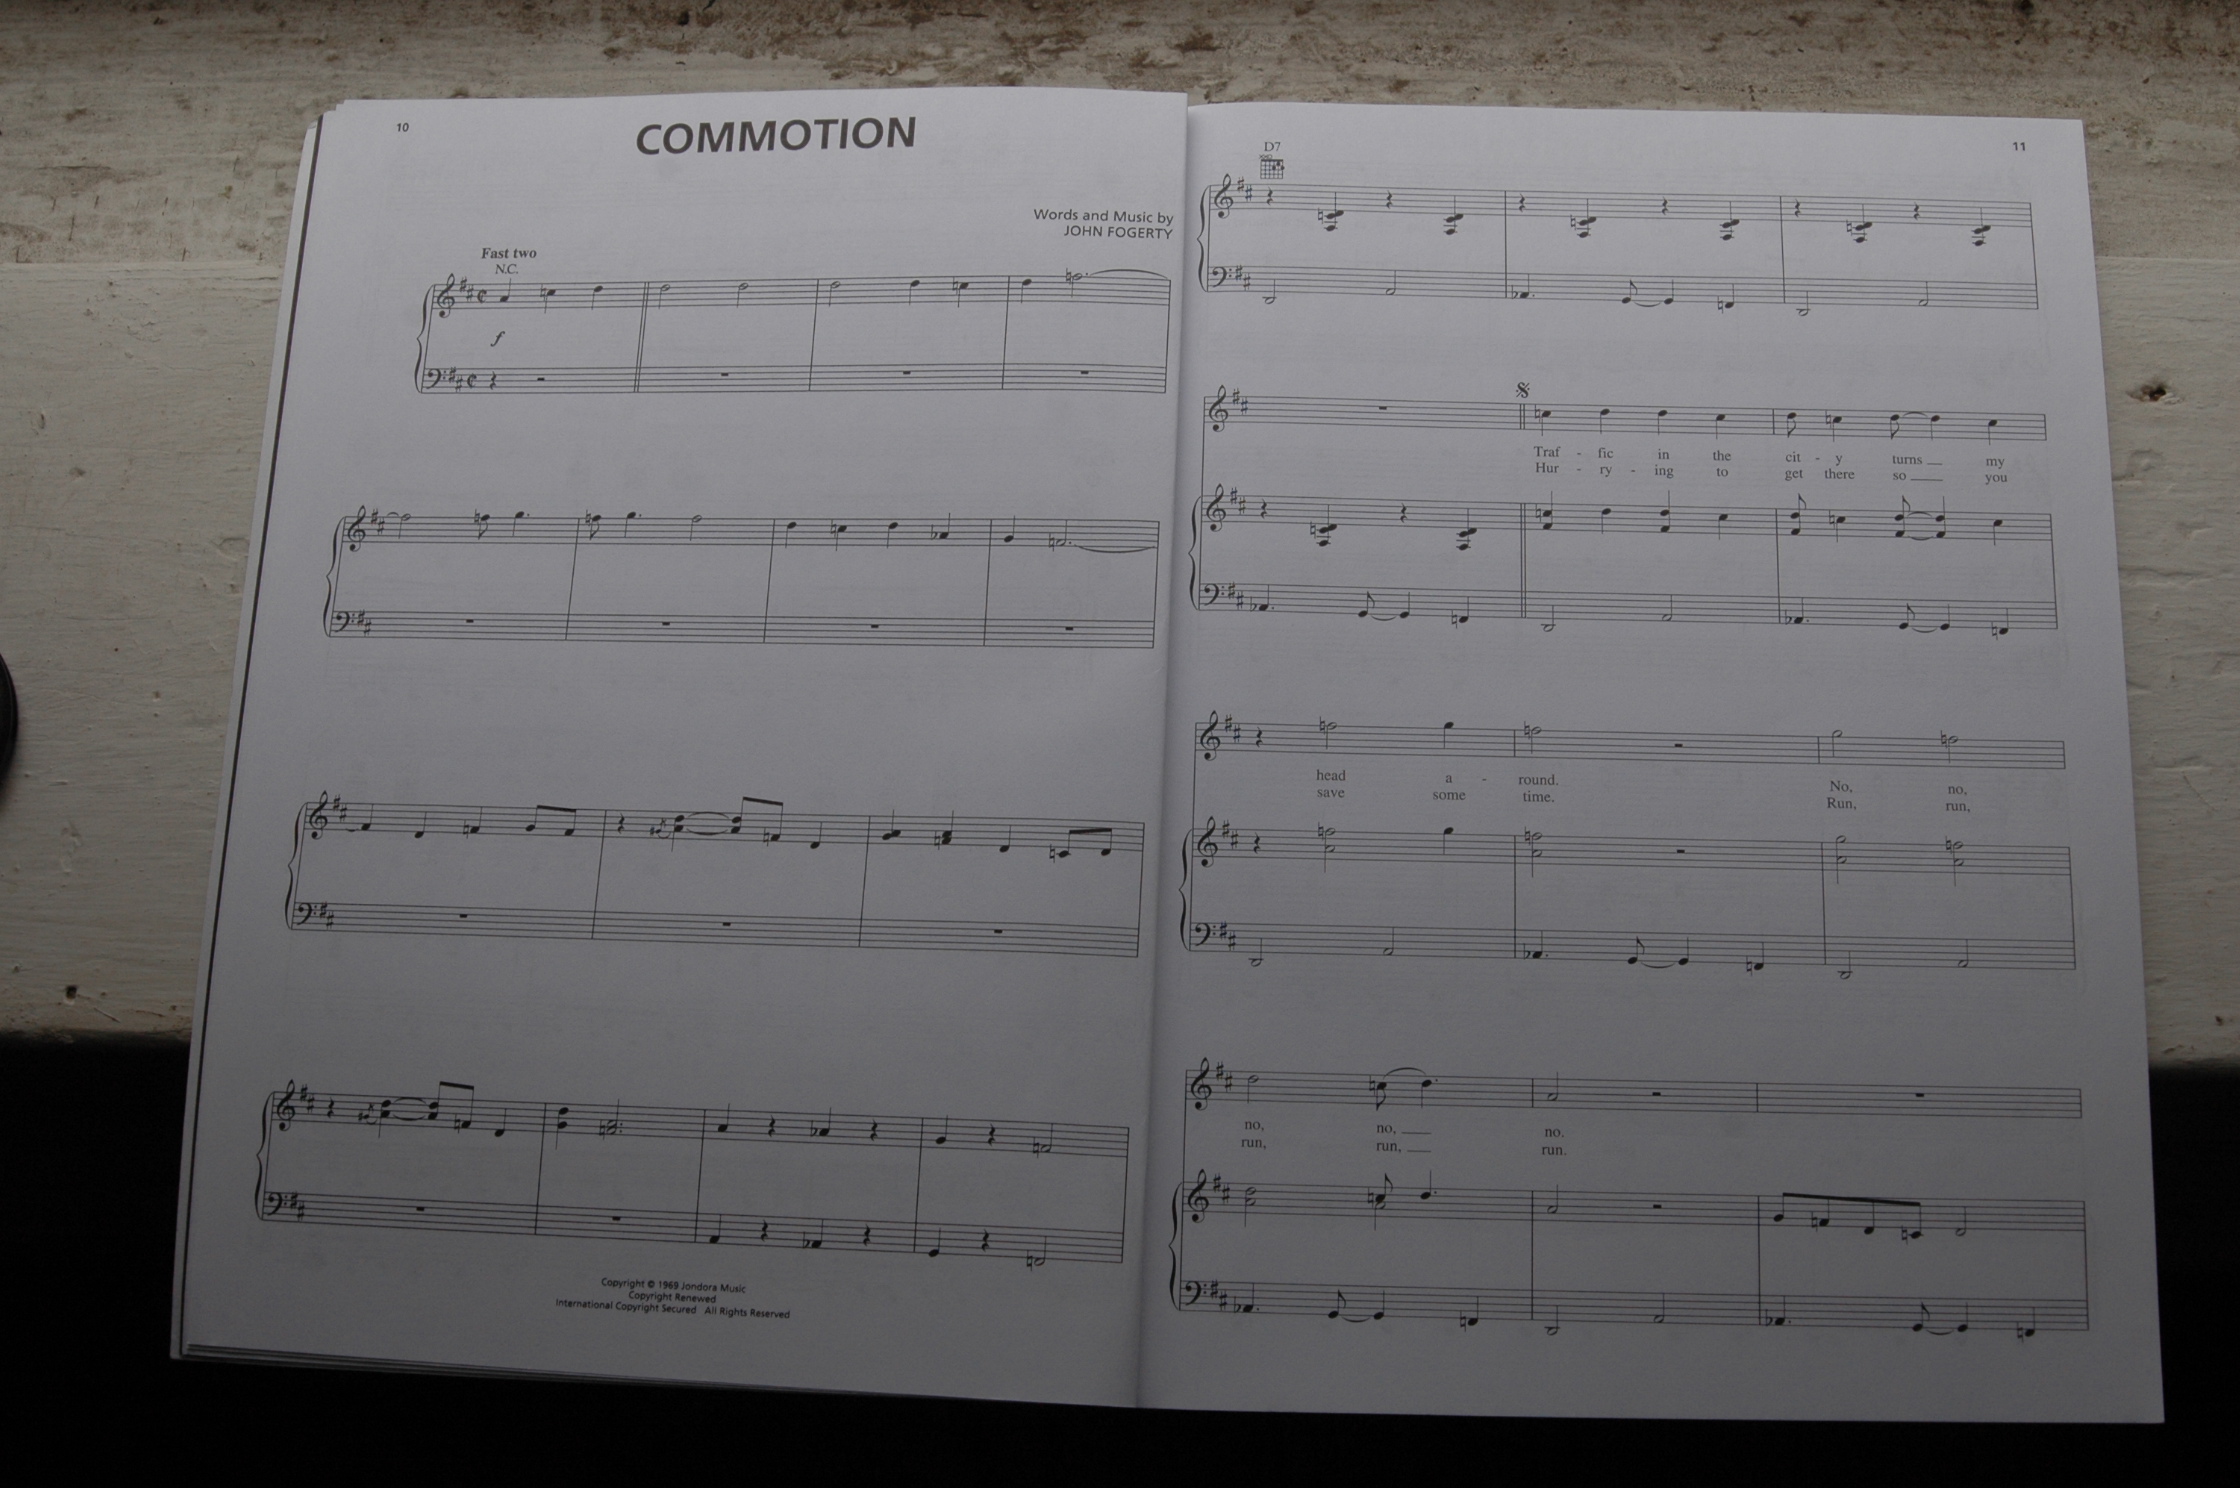 10
COMMOTION
Words and Music by
JOHN FOGERTY
Fast two
N.C.
f
Copyright © 1969 Jondora Music
Copyright Renewed
International Copyright Secured All Rights Reserved
11
D7
Traf - fic in the cit - y turns my
Hur - ry - ing to get there so you
head a - round. No, no,
save some time. Run, run,
no, no, no.
run, run, run.